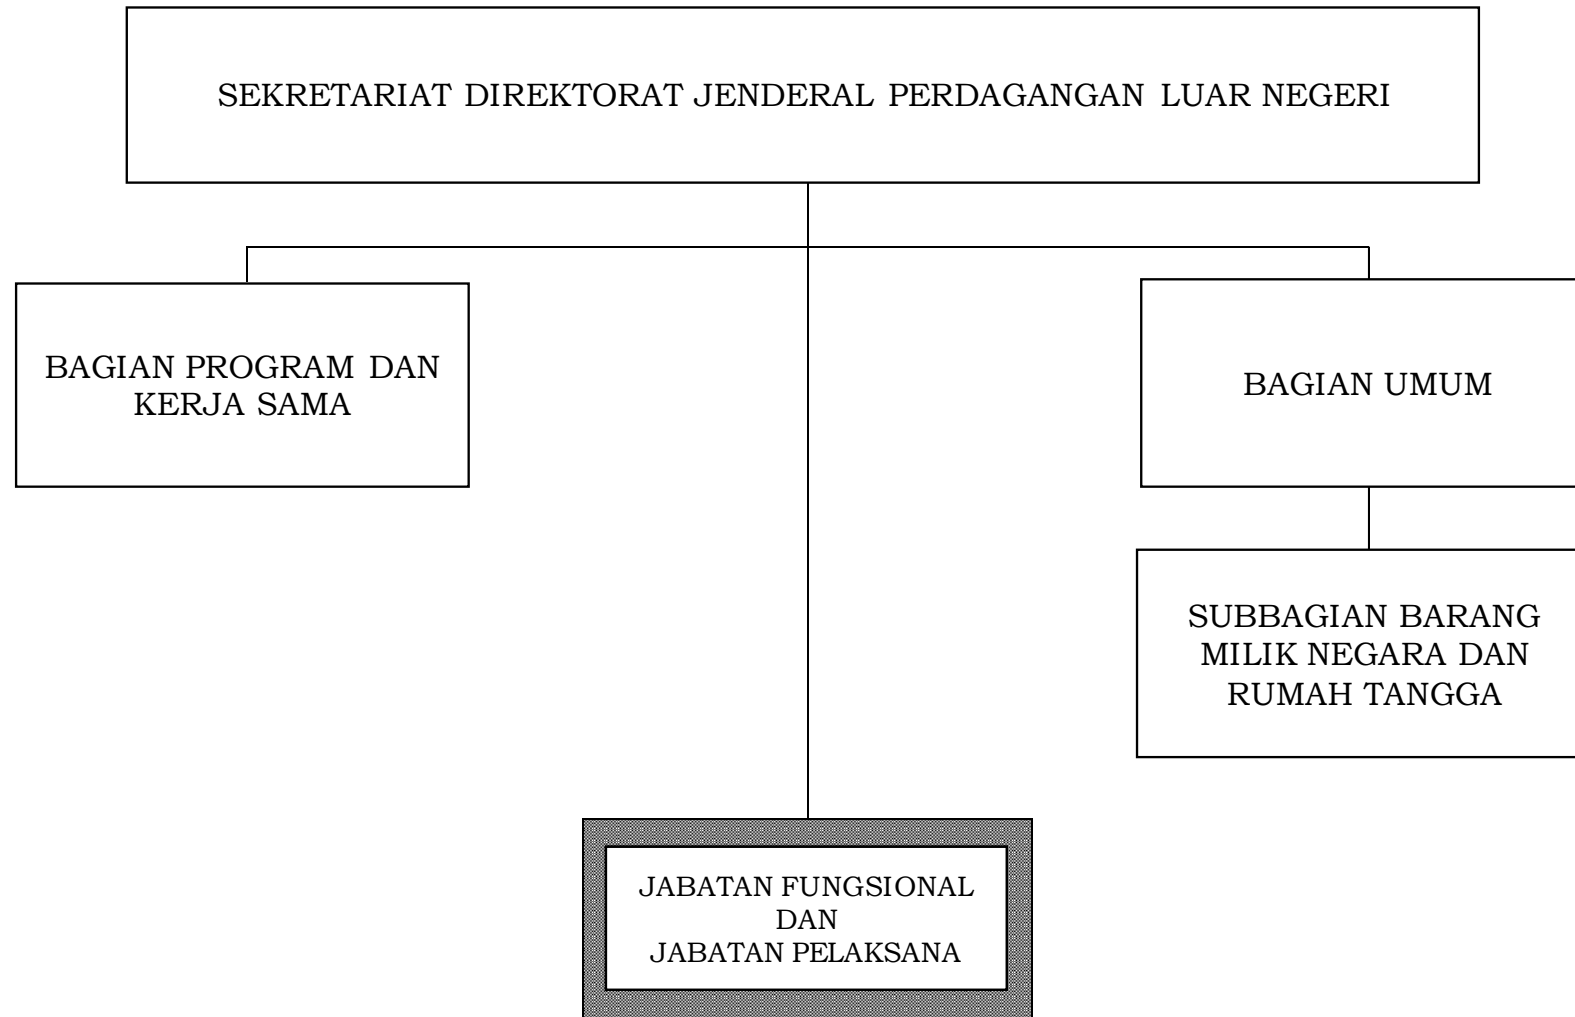 SEKRETARIAT DIREKTORAT JENDERAL PERDAGANGAN LUAR NEGERI
BAGIAN PROGRAM DAN
KERJA SAMA
BAGIAN UMUM
SUBBAGIAN BARANG
MILIK NEGARA DAN
RUMAH TANGGA
JABATAN FUNGSIONAL
DAN
JABATAN PELAKSANA